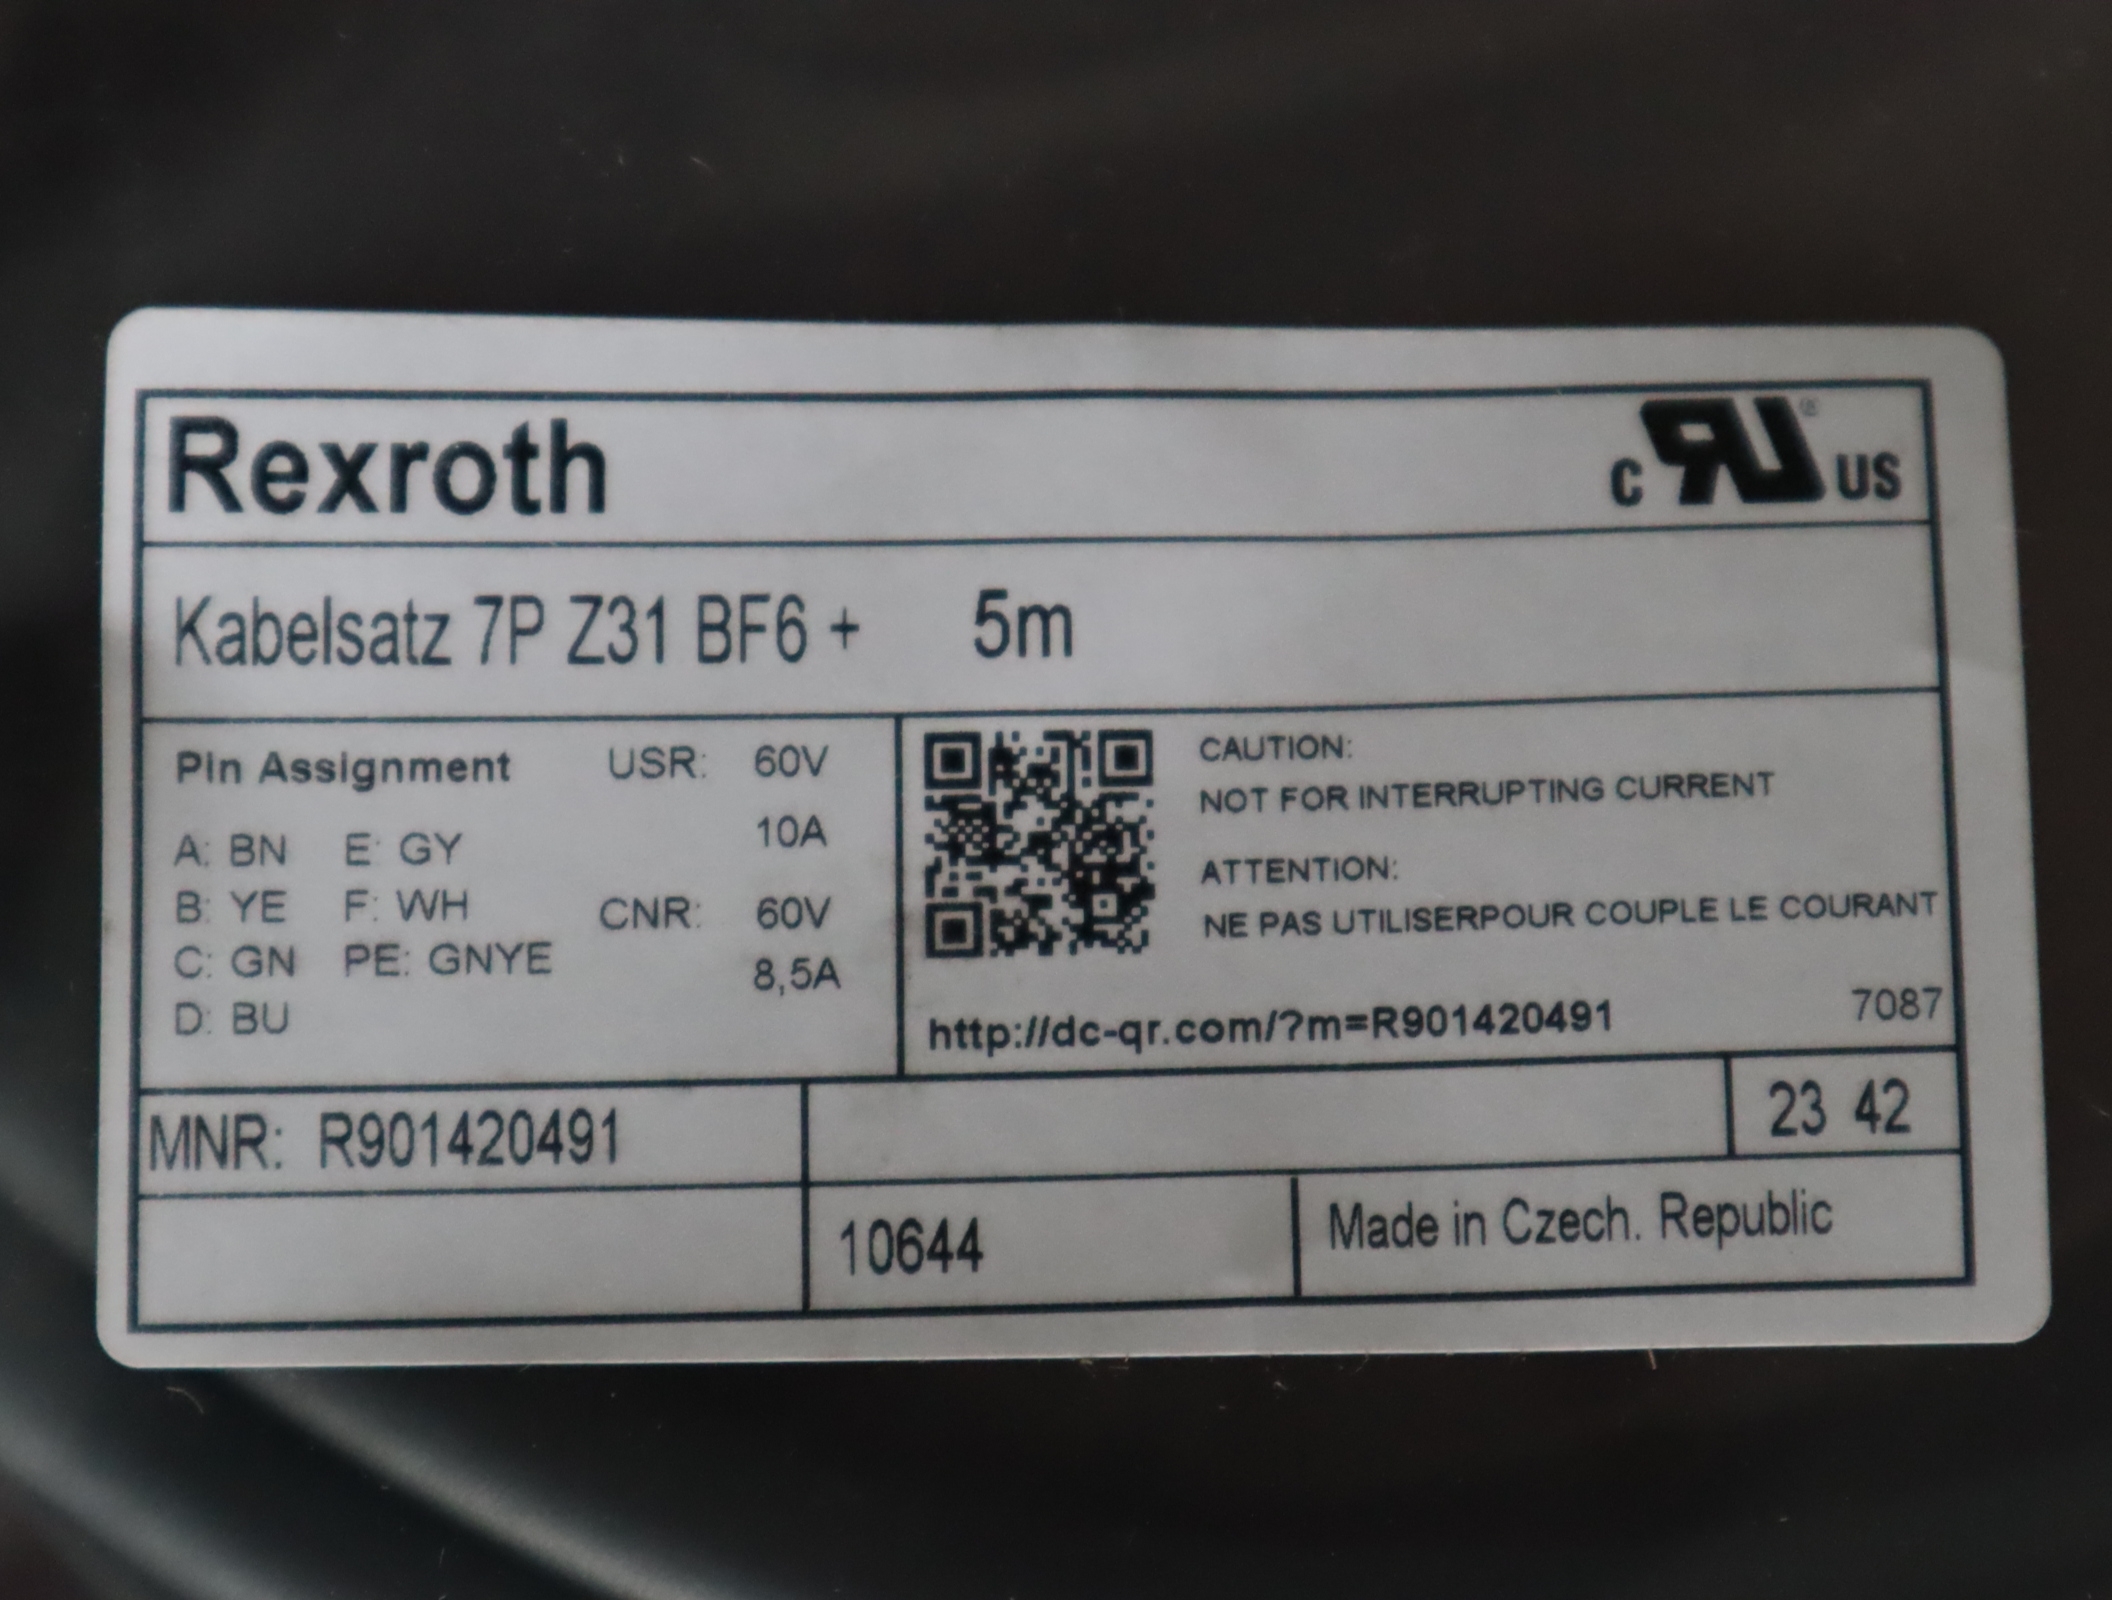 Rexroth
c RU ® US
Kabelsatz 7P Z31 BF6 + 5m
Pin Assignment
A: BN E: GY
B: YE F: WH
C: GN PE: GNYE
D: BU
USR: 60V
10A
CNR: 60V
8,5A
CAUTION:
NOT FOR INTERRUPTING CURRENT
ATTENTION:
NE PAS UTILISERPOUR COUPLE LE COURANT
http://dc-qr.com/?m=R901420491
7087
MNR: R901420491
23 42
10644
Made in Czech. Republic